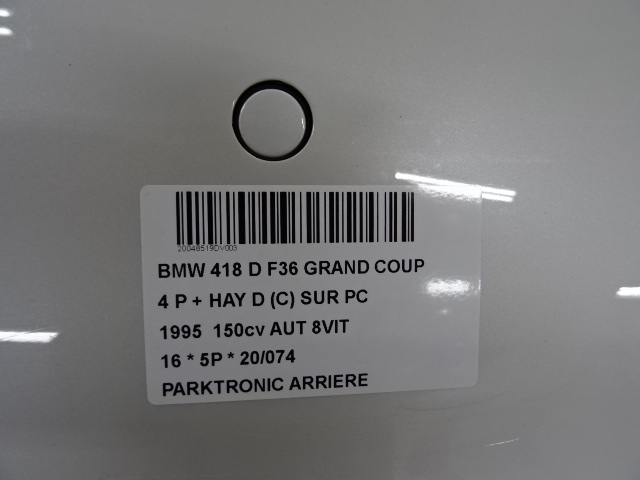 20048519DV003
BMW 418 D F36 GRAND COUP
4 P + HAY D (C) SUR PC
1995 150cv AUT 8VIT
16 * 5P * 20/074
PARKTRONIC ARRIERE